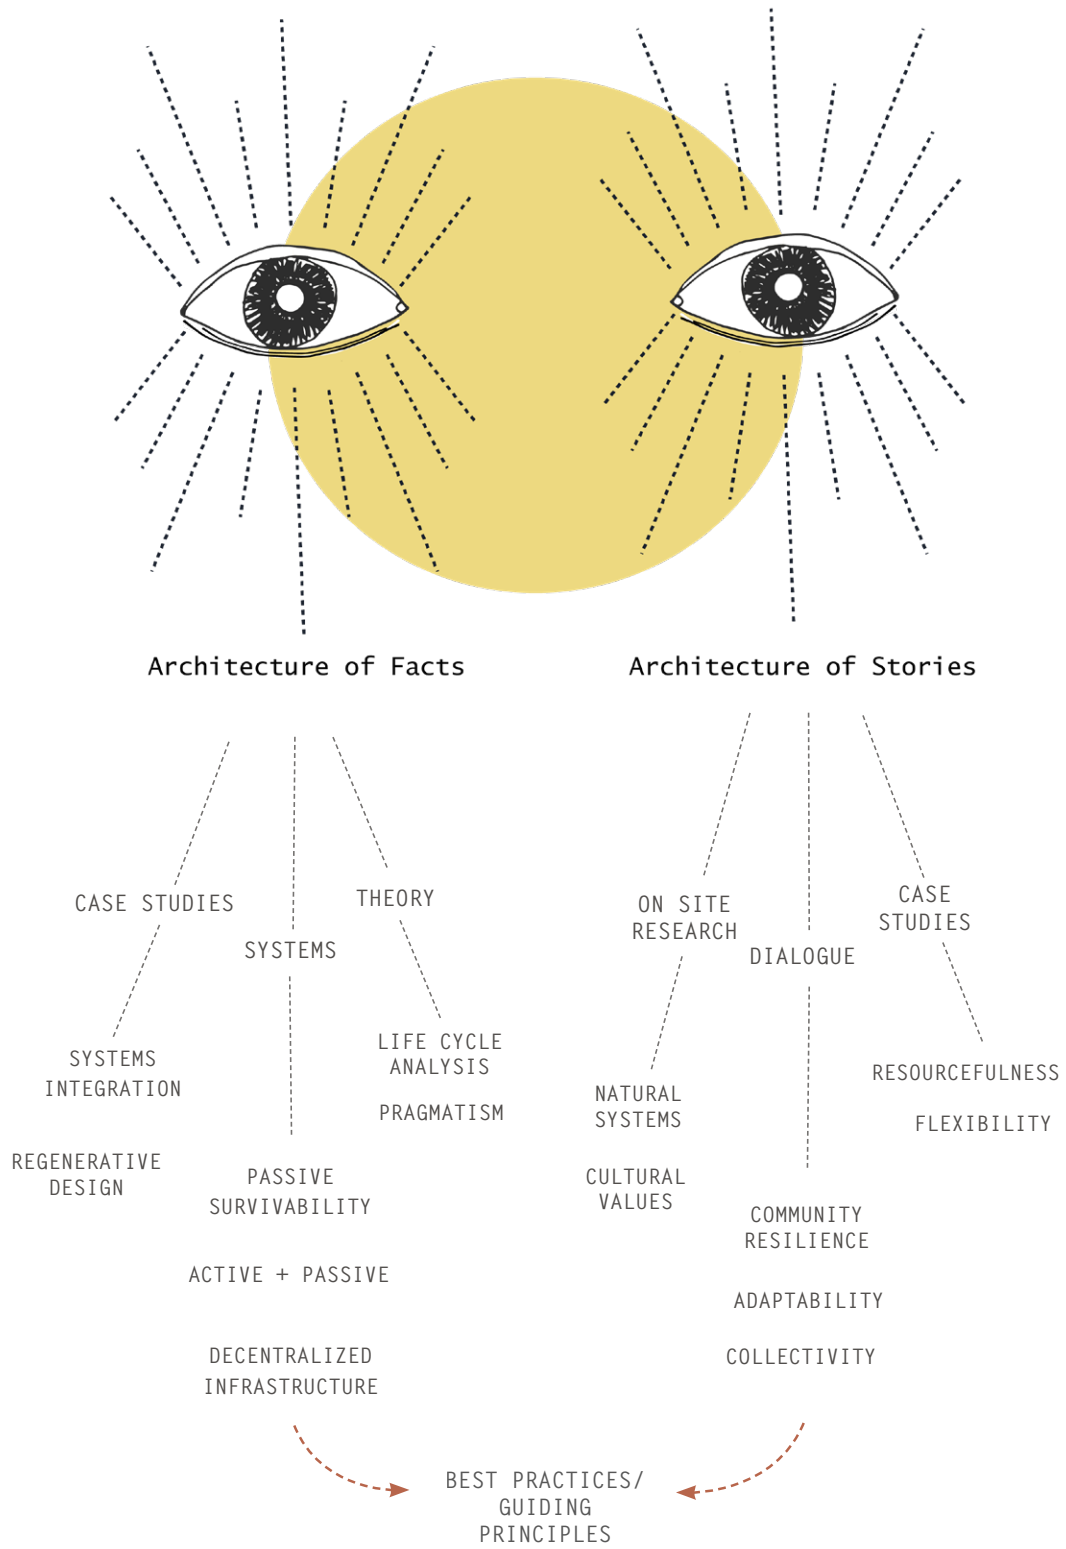 Architecture of Facts
Architecture of Stories
CASE STUDIES
SYSTEMS
INTEGRATION
REGENERATIVE
DESIGN
SYSTEMS
PASSIVE
SURVIVABILITY
ACTIVE + PASSIVE
DECENTRALIZED
INFRASTRUCTURE
THEORY
LIFE CYCLE
ANALYSIS
PRAGMATISM
ON SITE
RESEARCH
NATURAL
SYSTEMS
CULTURAL
VALUES
DIALOGUE
COMMUNITY
RESILIENCE
ADAPTABILITY
COLLECTIVITY
CASE
STUDIES
RESOURCEFULNESS
FLEXIBILITY
BEST PRACTICES/
GUIDING
PRINCIPLES